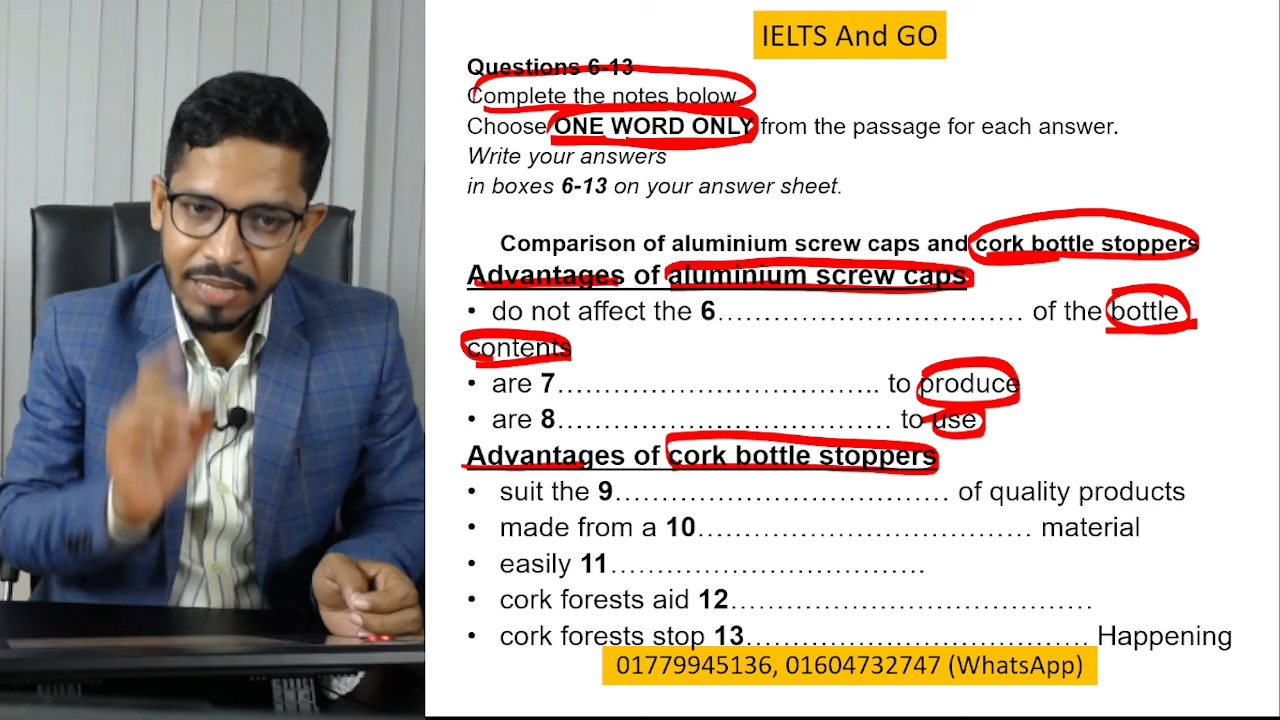 IELTS And GO
Questions 6-13
Complete the notes below.
Choose ONE WORD ONLY from the passage for each answer.
Write your answers
in boxes 6-13 on your answer sheet.
Comparison of aluminium screw caps and cork bottle stoppers
Advantages of aluminium screw caps
• do not affect the 6................................. of the bottle
contents
• are 7................................... to produce
• are 8.................................... to use
Advantages of cork bottle stoppers
• suit the 9.................................... of quality products
• made from a 10.................................... material
• easily 11..................................
• cork forests aid 12.......................................
• cork forests stop 13..................................... Happening
01779945136, 01604732747 (WhatsApp)